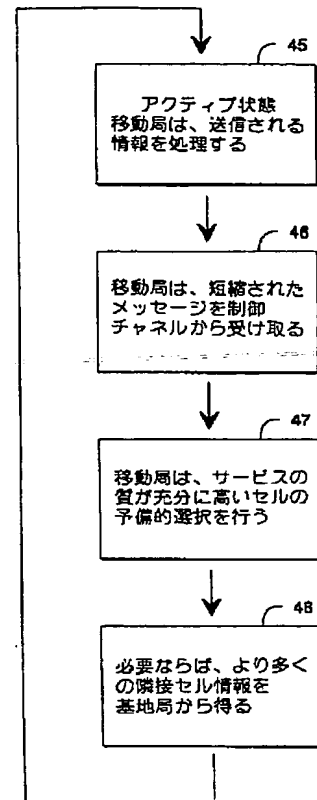 45
アクティブ状態
移動局は、送信される
情報を処理する
46
移動局は、短縮された
メッセージを制御
チャネルから受け取る
47
移動局は、サービスの
質が充分に高いセルの
予備的選択を行う
48
必要ならば、より多く
の隣接セル情報を
基地局から得る